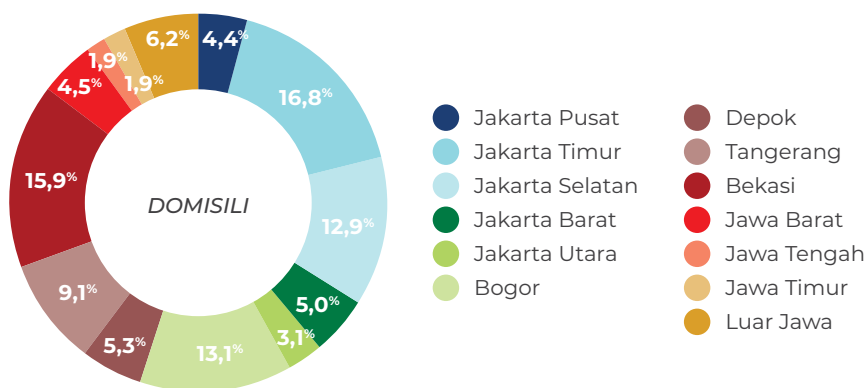 4,4%
16,8%
12,9%
5,0%
3,1%
13,1%
5,3%
9,1%
15,9%
4,5%
1,9%
1,9%
6,2%
DOMISILI
Jakarta Pusat
Jakarta Timur
Jakarta Selatan
Jakarta Barat
Jakarta Utara
Bogor
Depok
Tangerang
Bekasi
Jawa Barat
Jawa Tengah
Jawa Timur
Luar Jawa